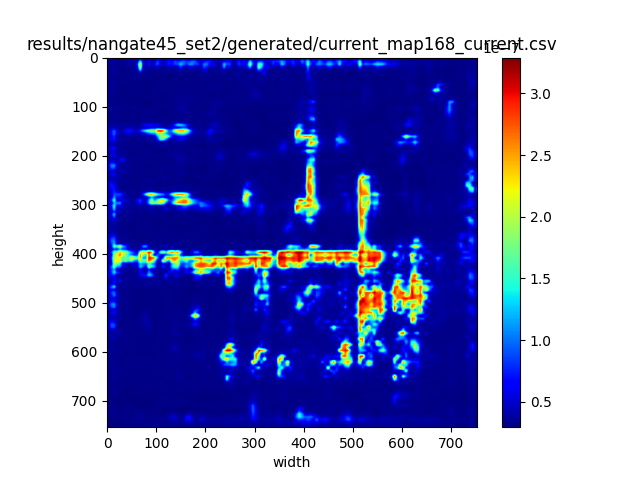 results/nangate45_set2/generated/current_map168_current.csv
1e−7
0
100
200
300
400
500
600
700
height
0 100 200 300 400 500 600 700
width
3.0
2.5
2.0
1.5
1.0
0.5